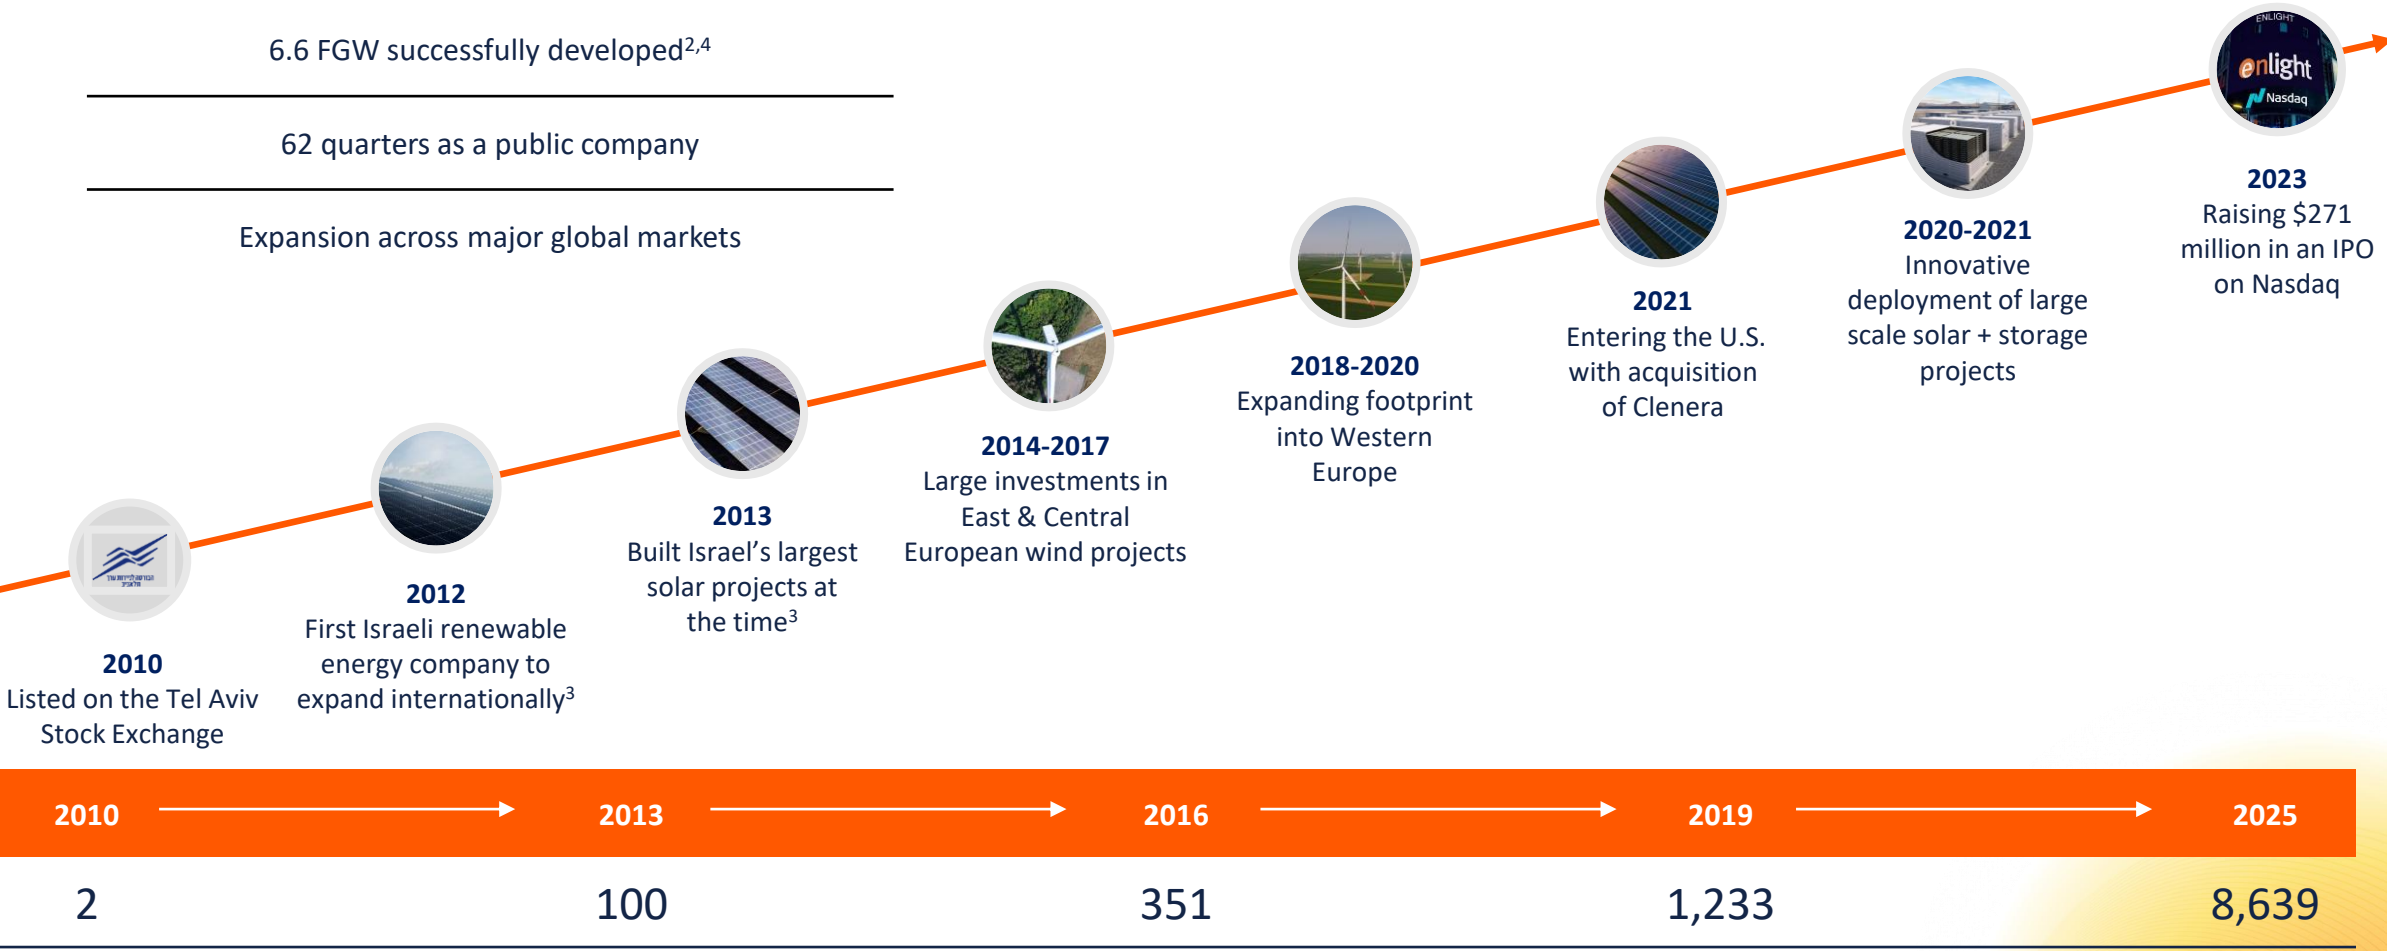 6.6 FGW successfully developed2,4
62 quarters as a public company
Expansion across major global markets
2010
Listed on the Tel Aviv
Stock Exchange
2012
First Israeli renewable
energy company to
expand internationally3
2013
Built Israel’s largest
solar projects at
the time3
2014-2017
Large investments in
East & Central
European wind projects
2018-2020
Expanding footprint
into Western
Europe
2021
Entering the U.S.
with acquisition
of Clenera
2020-2021
Innovative
deployment of large
scale solar + storage
projects
ENLIGHT
enlight
Nasdaq
2023
Raising $271
million in an IPO
on Nasdaq
2010 2013 2016 2019 2025
2 100 351 1,233 8,639